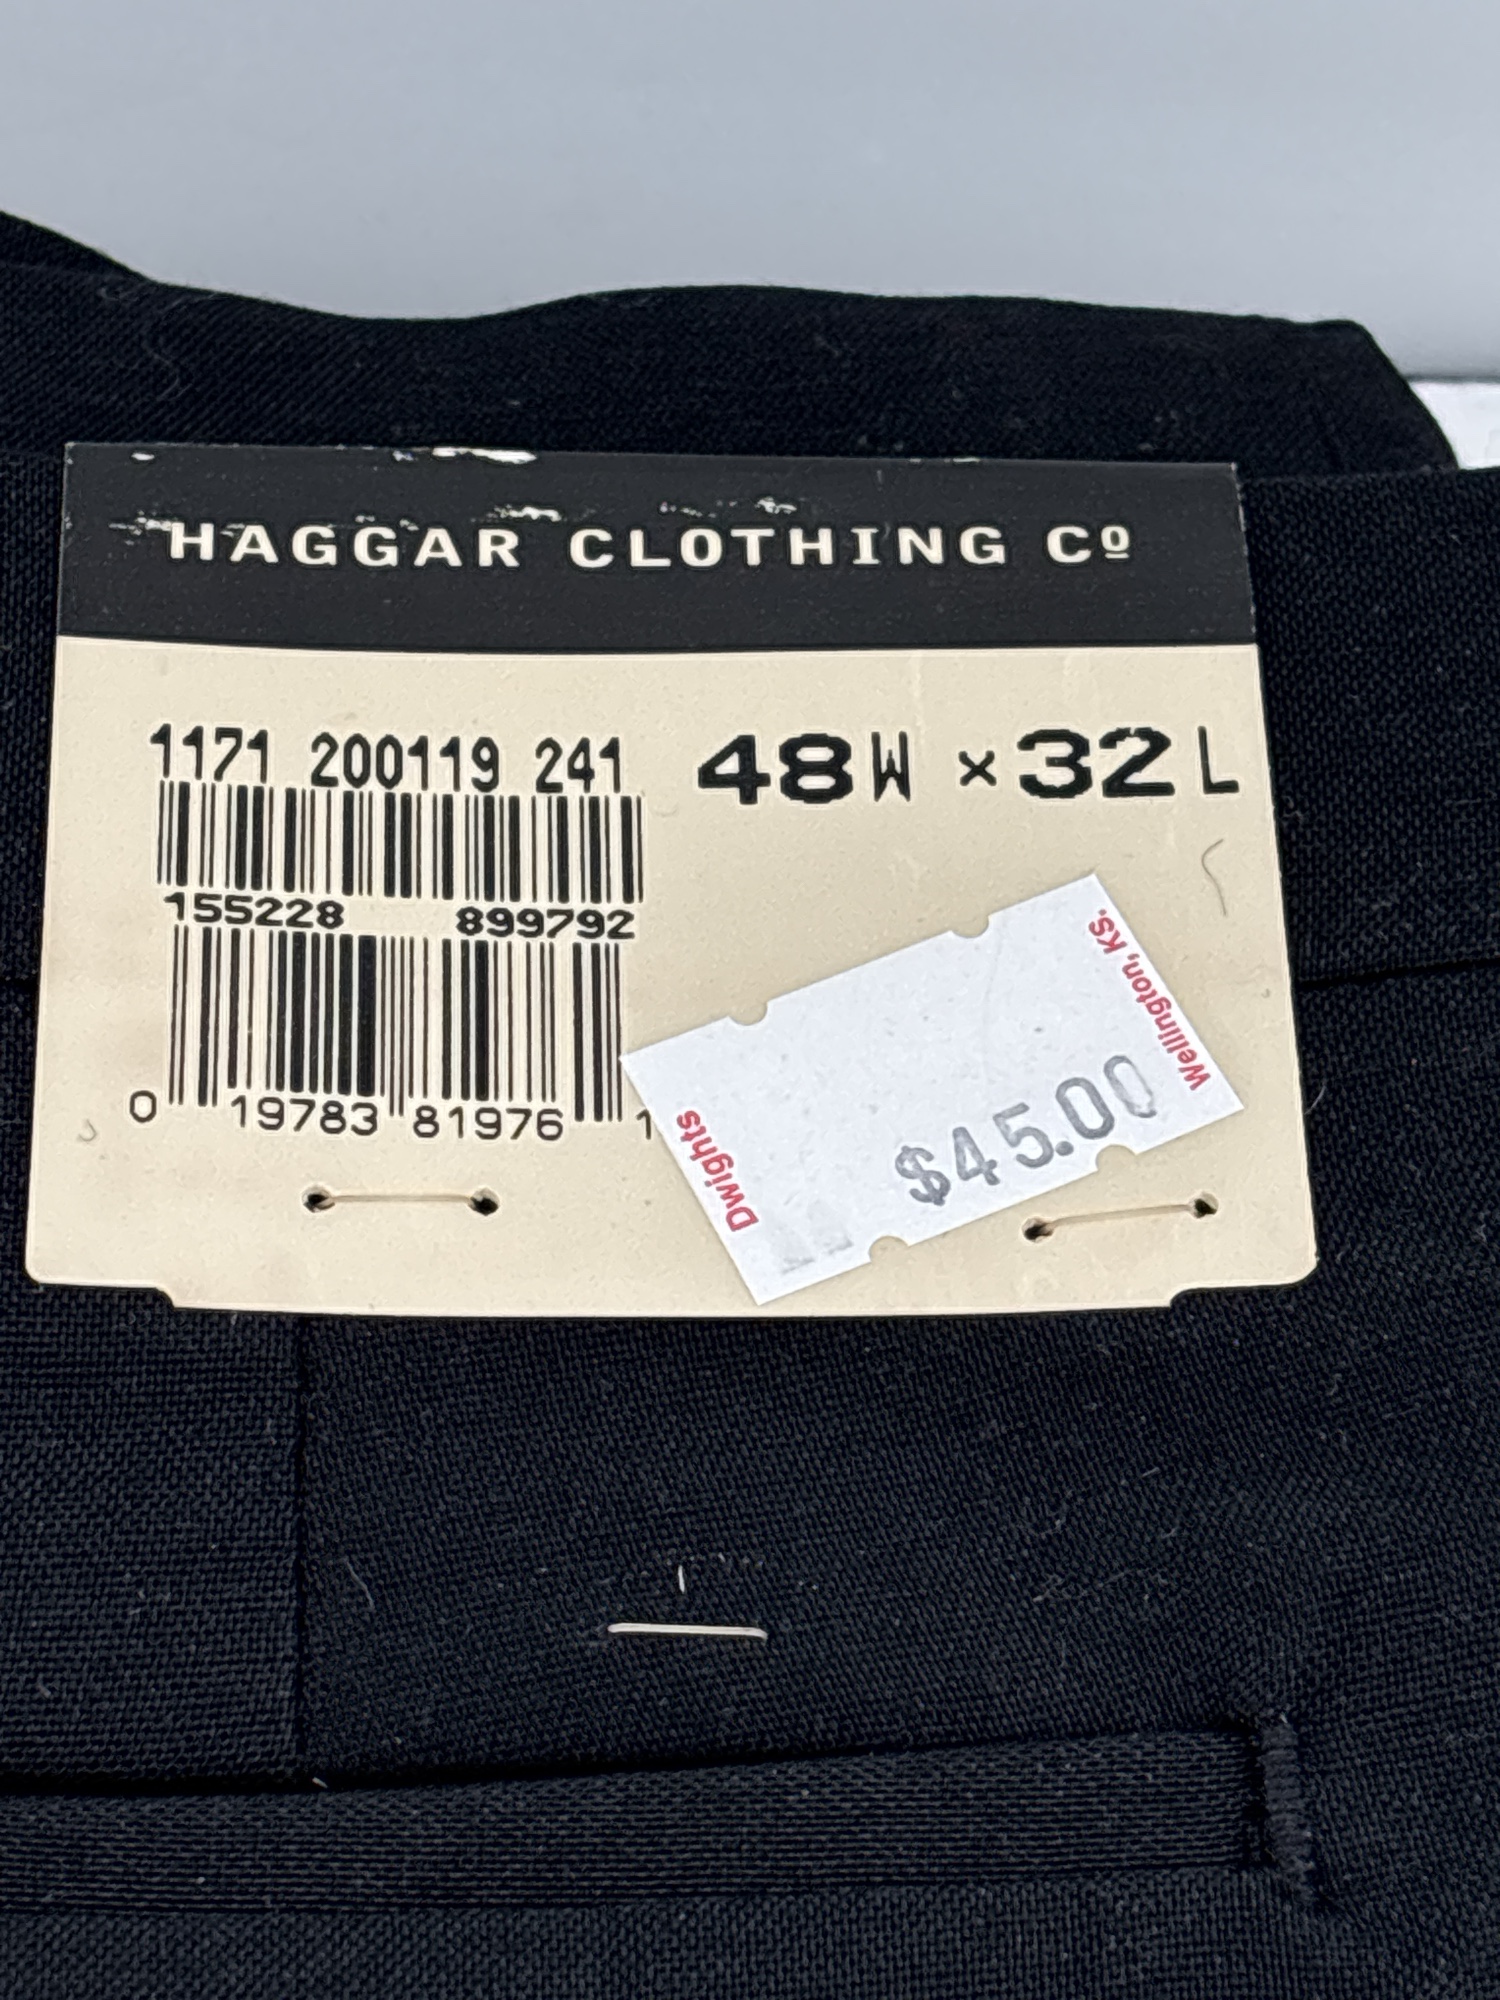 HAGGAR CLOTHING Cº
1171 200119 241
48W × 32L
155228 899792
0 19783 81976 1
Wellington, KS.
$45.00
Dwights